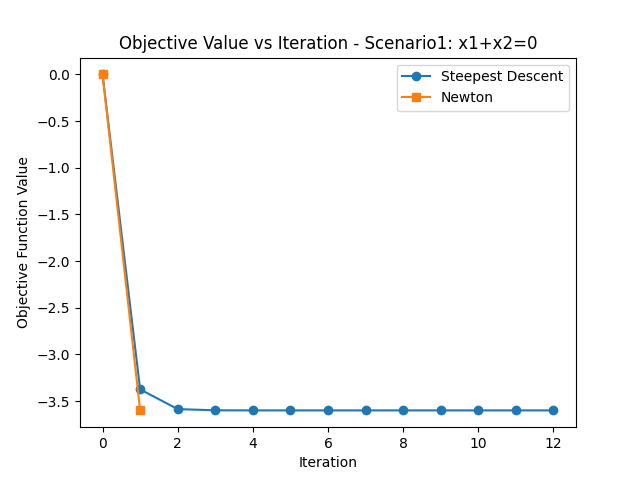 Objective Value vs Iteration - Scenario1: x1+x2=0
Steepest Descent
Newton
0.0
−0.5
−1.0
−1.5
−2.0
−2.5
−3.0
−3.5
Objective Function Value
0 2 4 6 8 10 12
Iteration